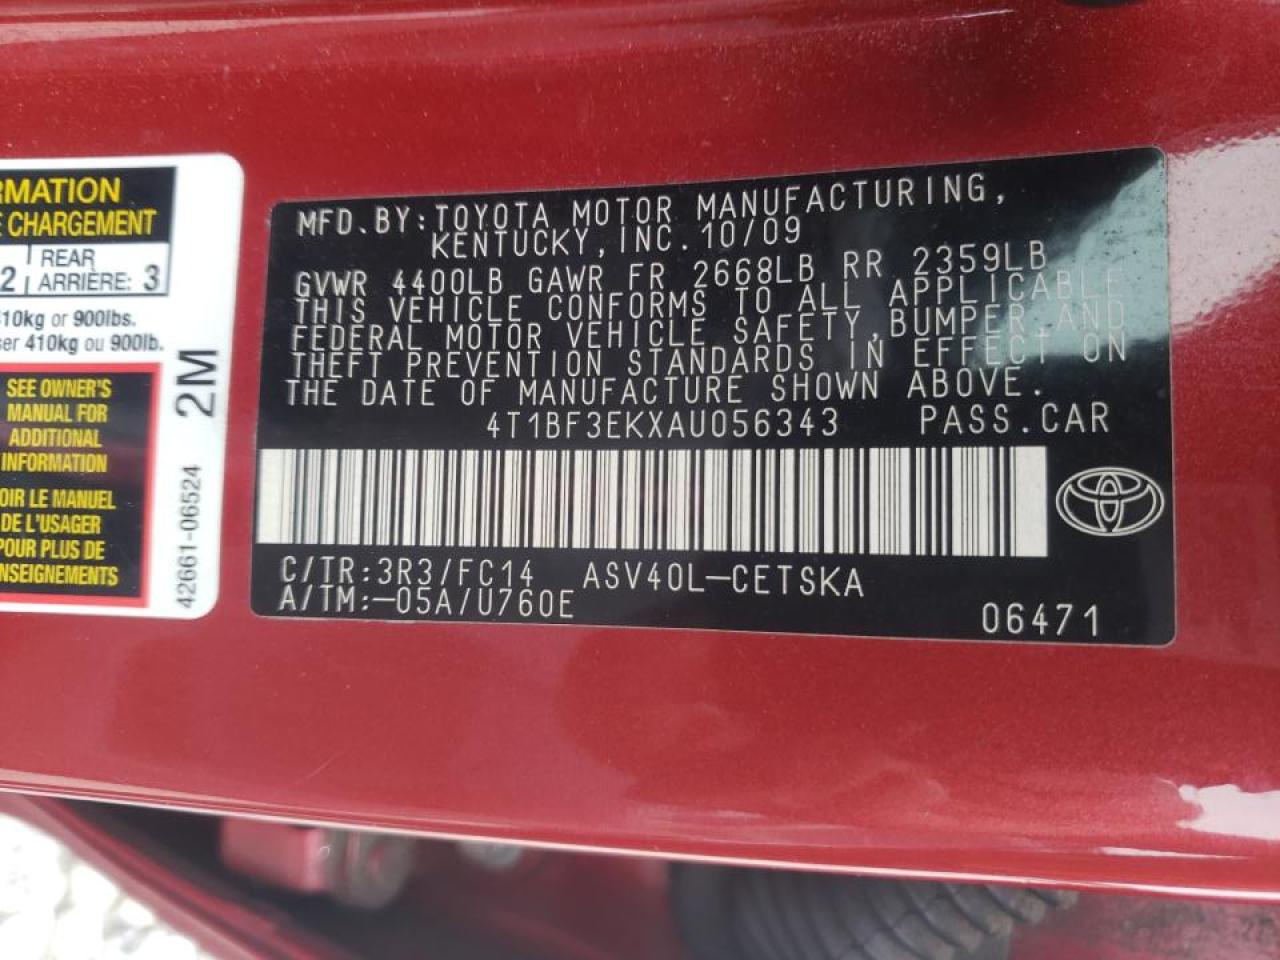 RMATION
E CHARGEMENT
2 REAR ARRIÈRE: 3
10kg or 900lbs.
ser 410kg ou 900lb.
SEE OWNER'S
MANUAL FOR
ADDITIONAL
INFORMATION
OIR LE MANUEL
DE L'USAGER
POUR PLUS DE
NSEIGNEMENTS
2M
42661-06524
MFD.BY:TOYOTA MOTOR MANUFACTURING,
KENTUCKY,INC.10/09
GVWR 4400LB GAWR FR 2668LB RR 2359LB
THIS VEHICLE CONFORMS TO ALL APPLICABLE
FEDERAL MOTOR VEHICLE SAFETY,BUMPER,AND
THEFT PREVENTION STANDARDS IN EFFECT ON
THE DATE OF MANUFACTURE SHOWN ABOVE.
4T1BF3EKXAU056343 PASS.CAR
C/TR:3R3/FC14 ASV40L-CETSKA
A/TM:-05A/U760E
06471